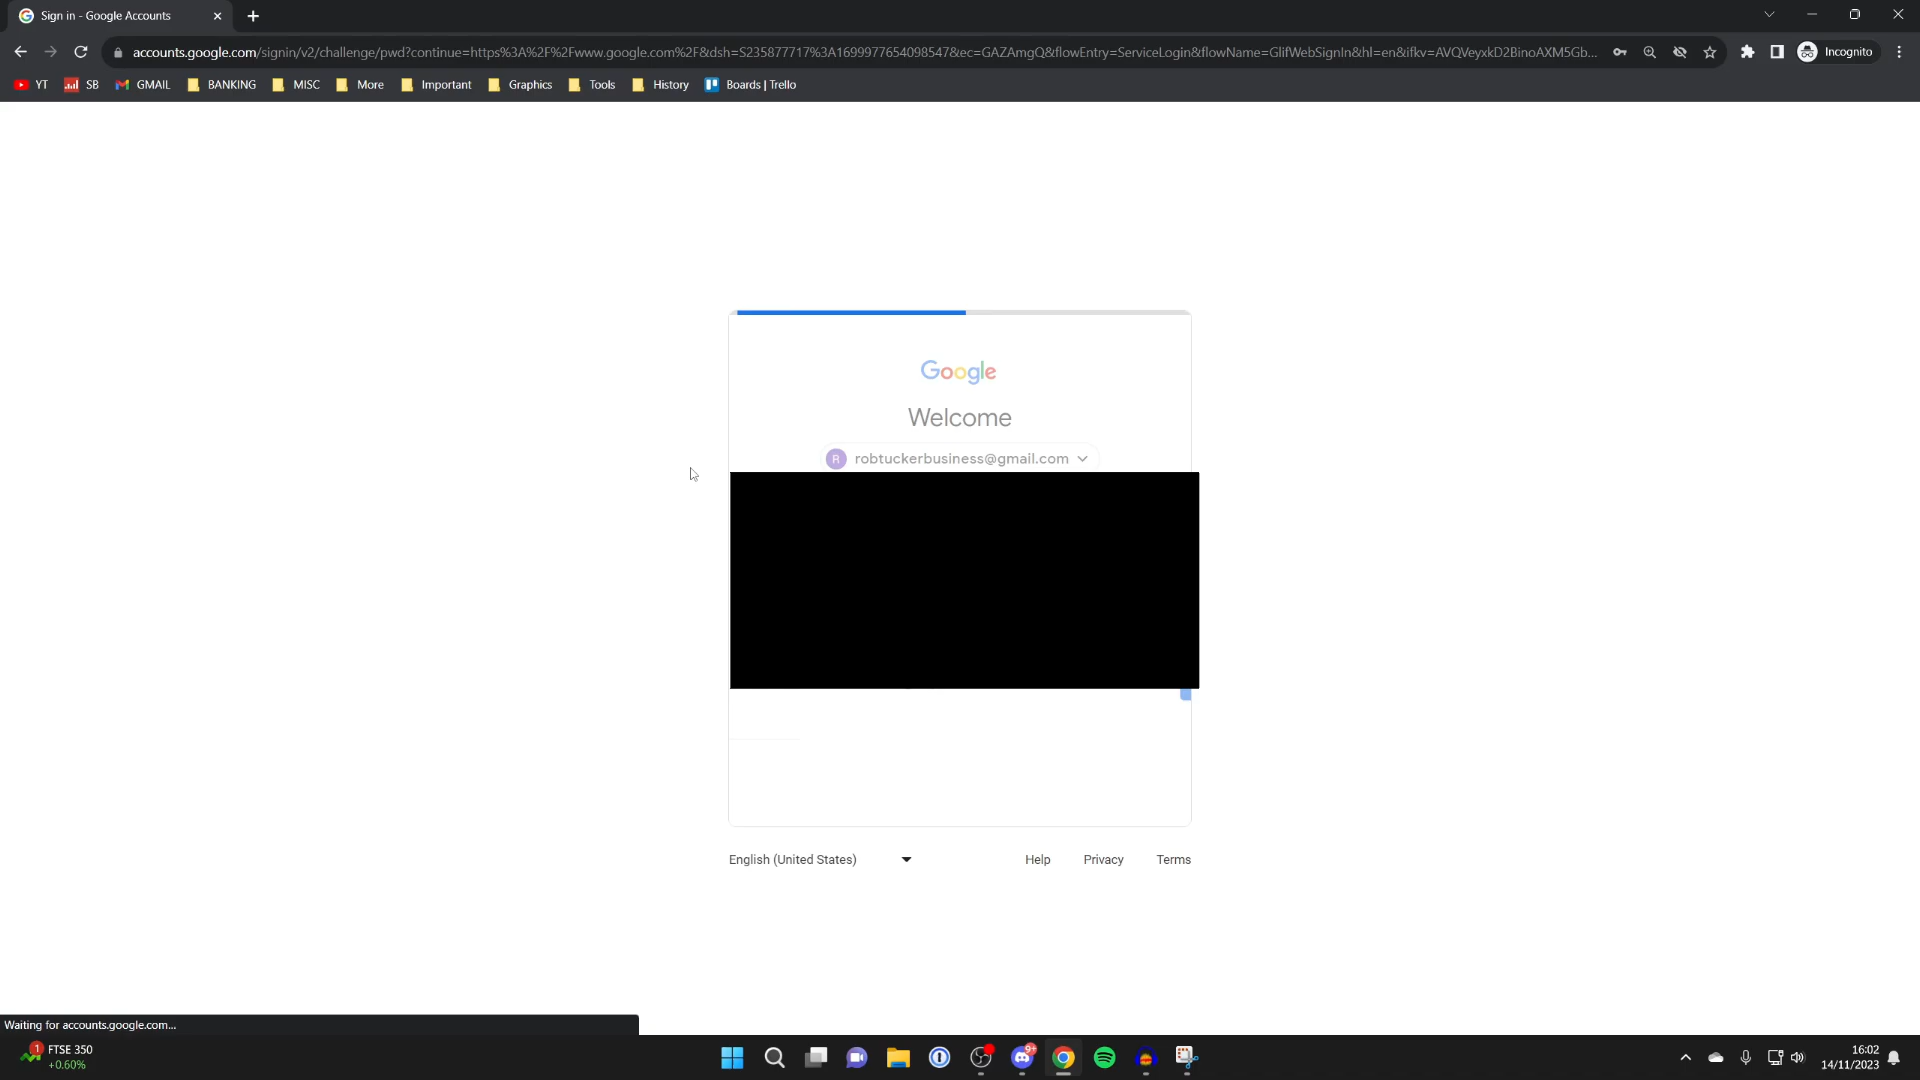 Sign in - Google Accounts
accounts.google.com/signin/v2/challenge/pwd?continue=https%3A%2F%2Fwww.google.com%2F&dsh=S235877717%3A1699977654098547&ec=GAZAmgQ&flowEntry=ServiceLogin&flowName=GlifWebSignIn&hl=en&ifkv=AVQVeyxkD2BinoAXM5Gb...
Incognito
YT SB GMAIL BANKING MISC More Important Graphics Tools History Boards | Trello
Google
Welcome
R robtuckerbusiness@gmail.com
English (United States) Help Privacy Terms
Waiting for accounts.google.com...
1 FTSE 350
+0.60%
9+
16:02
14/11/2023